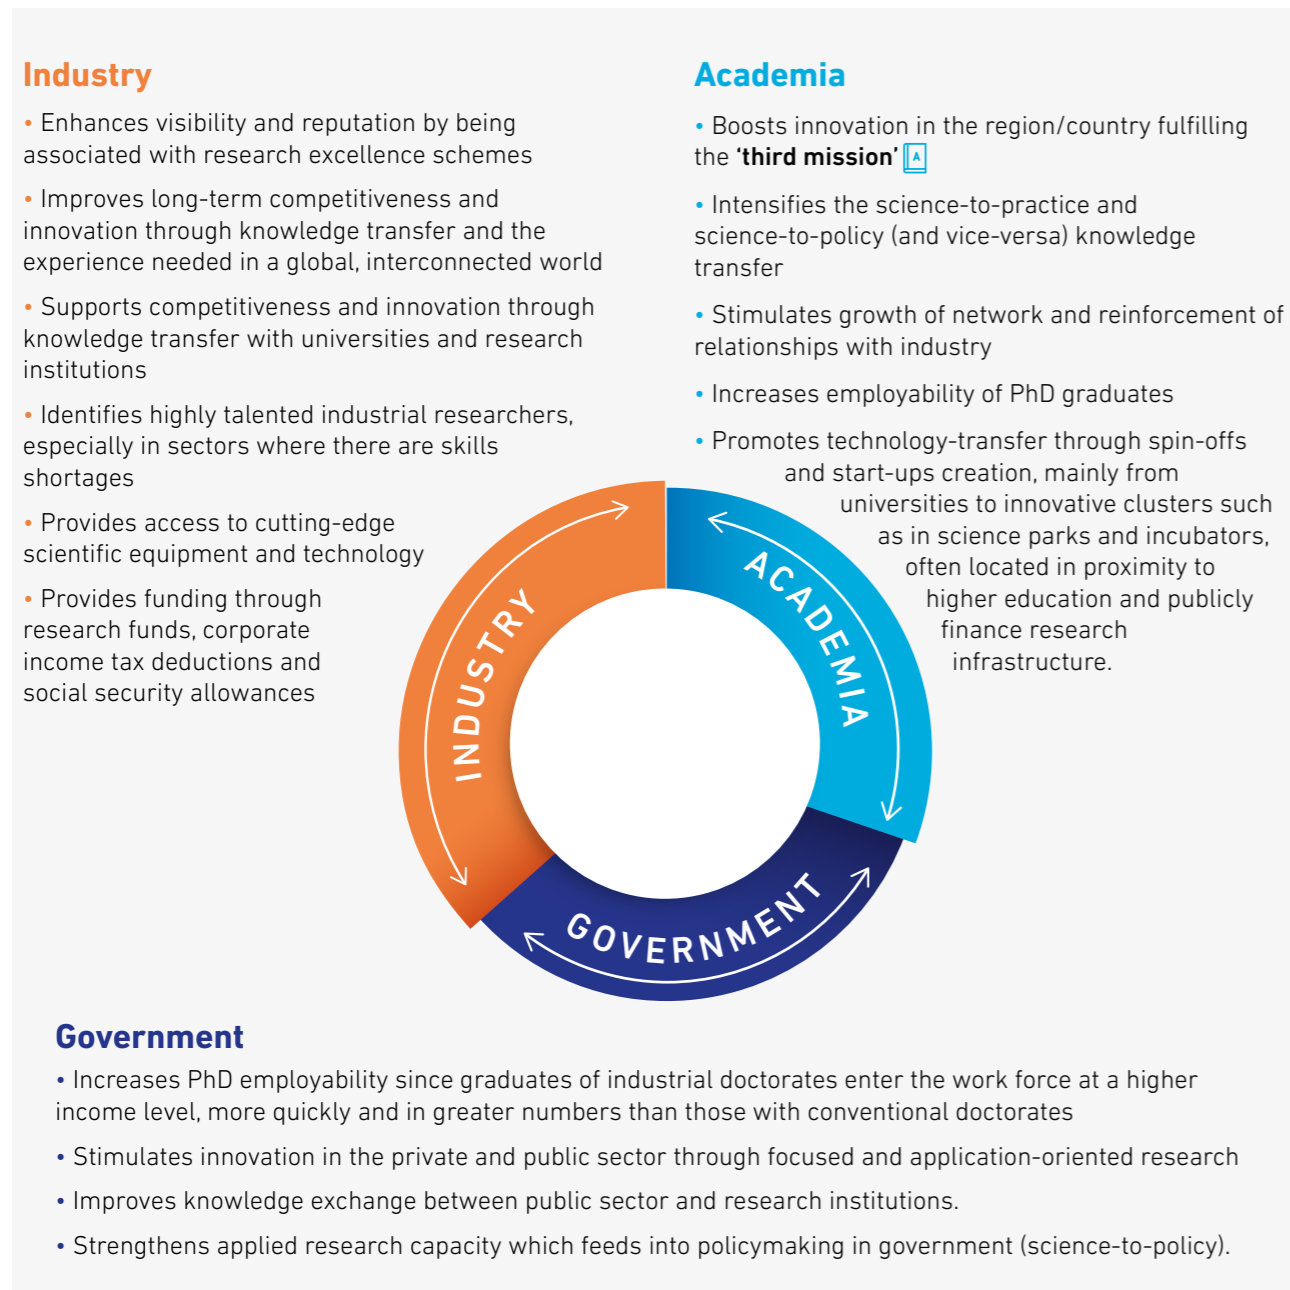 Industry
• Enhances visibility and reputation by being
associated with research excellence schemes
• Improves long-term competitiveness and
innovation through knowledge transfer and the
experience needed in a global, interconnected world
• Supports competitiveness and innovation through
knowledge transfer with universities and research
institutions
• Identifies highly talented industrial researchers,
especially in sectors where there are skills
shortages
• Provides access to cutting-edge
scientific equipment and technology
• Provides funding through
research funds, corporate
income tax deductions and
social security allowances
Academia
• Boosts innovation in the region/country fulfilling
the ‘third mission’ A
• Intensifies the science-to-practice and
science-to-policy (and vice-versa) knowledge
transfer
• Stimulates growth of network and reinforcement of
relationships with industry
• Increases employability of PhD graduates
• Promotes technology-transfer through spin-offs
and start-ups creation, mainly from
universities to innovative clusters such
as in science parks and incubators,
often located in proximity to
higher education and publicly
finance research
infrastructure.
INDUSTRY
ACADEMIA
GOVERNMENT
Government
• Increases PhD employability since graduates of industrial doctorates enter the work force at a higher
income level, more quickly and in greater numbers than those with conventional doctorates
• Stimulates innovation in the private and public sector through focused and application-oriented research
• Improves knowledge exchange between public sector and research institutions.
• Strengthens applied research capacity which feeds into policymaking in government (science-to-policy).